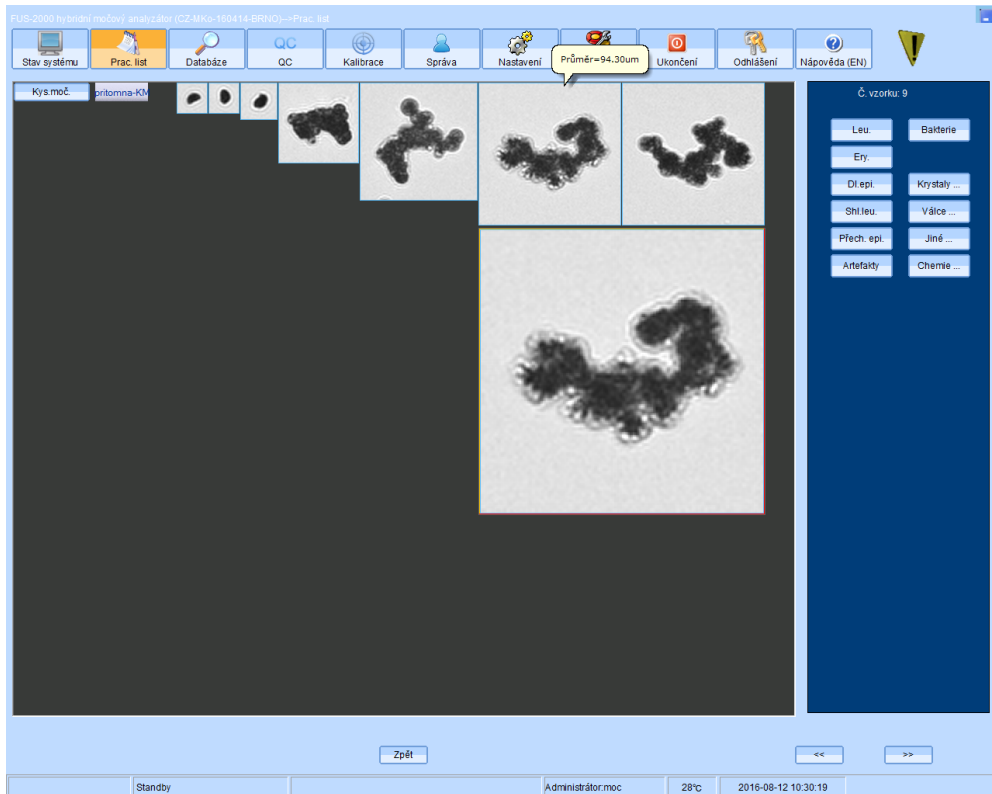 FUS-2000 hybridní močový analyzátor (CZ-MKo-160414-BRNO)-->Prac. list
Stav systému
Prac. list
Databáze
QC
QC
Kalibrace
Správa
Nastavení
Průměr=94.30um
Ukončení
Odhlášení
Nápověda (EN)
Kys.moč.
pritomna-KM
Č. vzorku: 9
Leu.
Bakterie
Ery.
Dl.epi.
Krystaly ...
Shl.leu.
Válce ...
Přech. epi.
Jiné ...
Artefakty
Chemie ...
Zpět
<<
>>
Standby
Administrátor:moc
28℃
2016-08-12 10:30:19